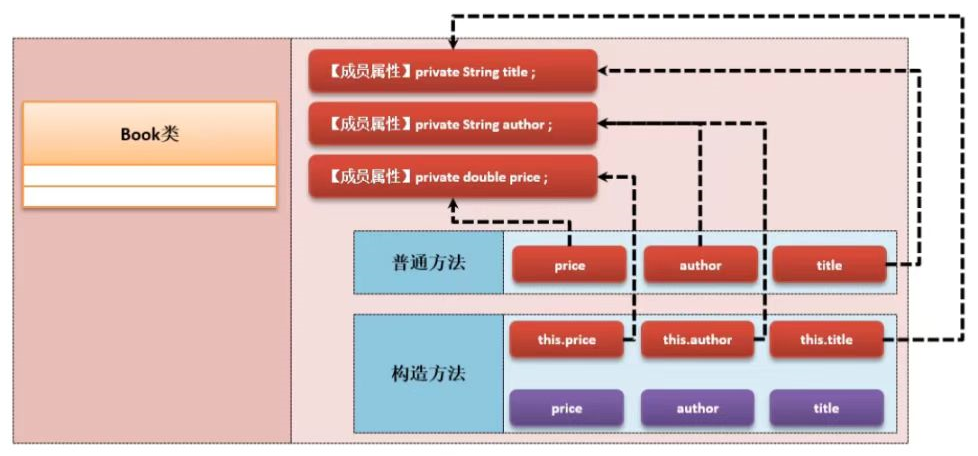 Book类
【成员属性】private String title ;
【成员属性】private String author ;
【成员属性】private double price ;
普通方法
price
author
title
构造方法
this.price
this.author
this.title
price
author
title